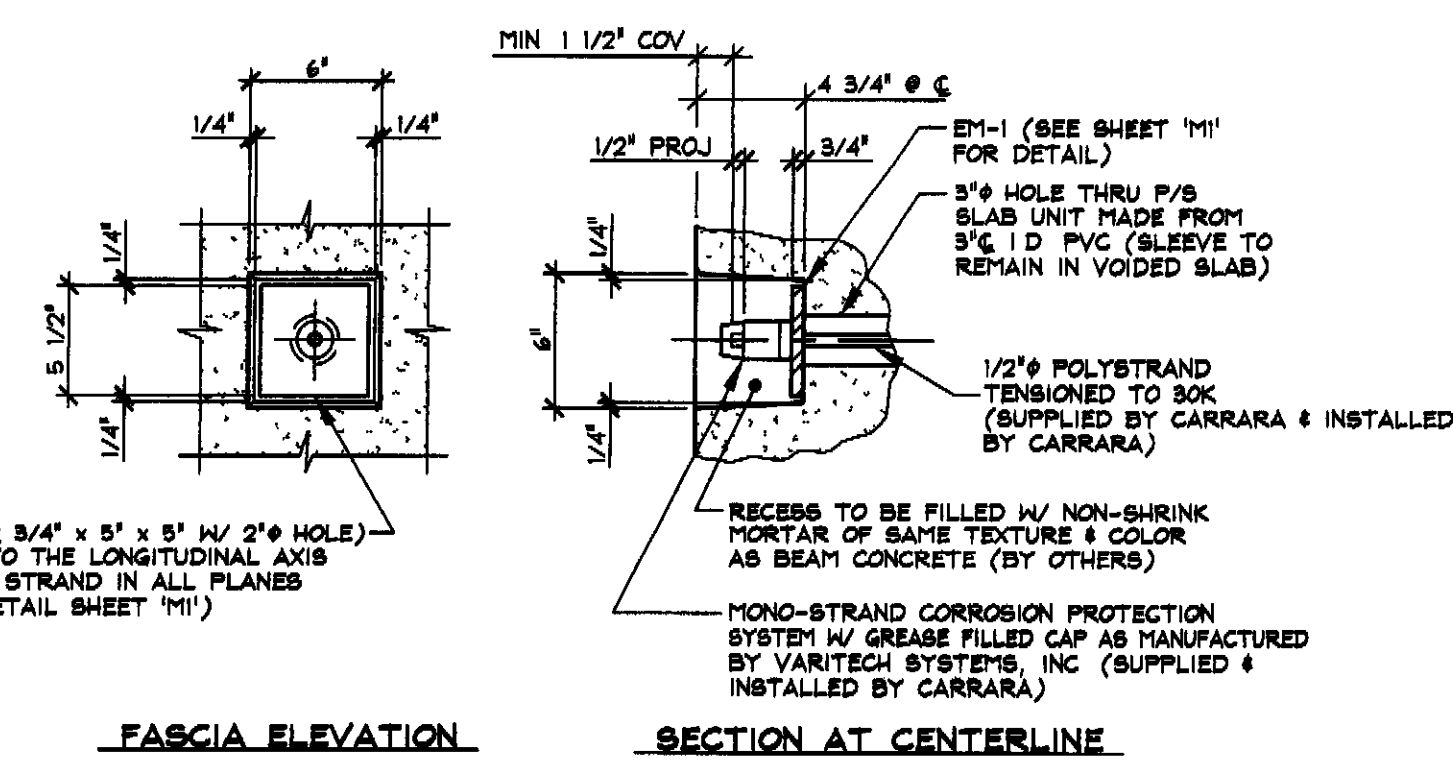 6"
1/4"
1/4"
1/4"
5 1/2"
1/4"
3/4" x 5" x 5" W/ 2"Φ HOLE)
TO THE LONGITUDINAL AXIS
STRAND IN ALL PLANES
DETAIL SHEET 'M1')
FASCIA ELEVATION
MIN 1 1/2" COV
4 3/4" @ ℄
1/2" PROJ
3/4"
1/4"
6"
1/4"
EM-1 (SEE SHEET 'M1'
FOR DETAIL)
3"Φ HOLE THRU P/S
SLAB UNIT MADE FROM
3"℄ I D PVC (SLEEVE TO
REMAIN IN VOIDED SLAB)
1/2"Φ POLYSTRAND
TENSIONED TO 30K
(SUPPLIED BY CARRARA & INSTALLED
BY CARRARA)
RECESS TO BE FILLED W/ NON-SHRINK
MORTAR OF SAME TEXTURE & COLOR
AS BEAM CONCRETE (BY OTHERS)
MONO-STRAND CORROSION PROTECTION
SYSTEM W/ GREASE FILLED CAP AS MANUFACTURED
BY VARITECH SYSTEMS, INC (SUPPLIED &
INSTALLED BY CARRARA)
SECTION AT CENTERLINE